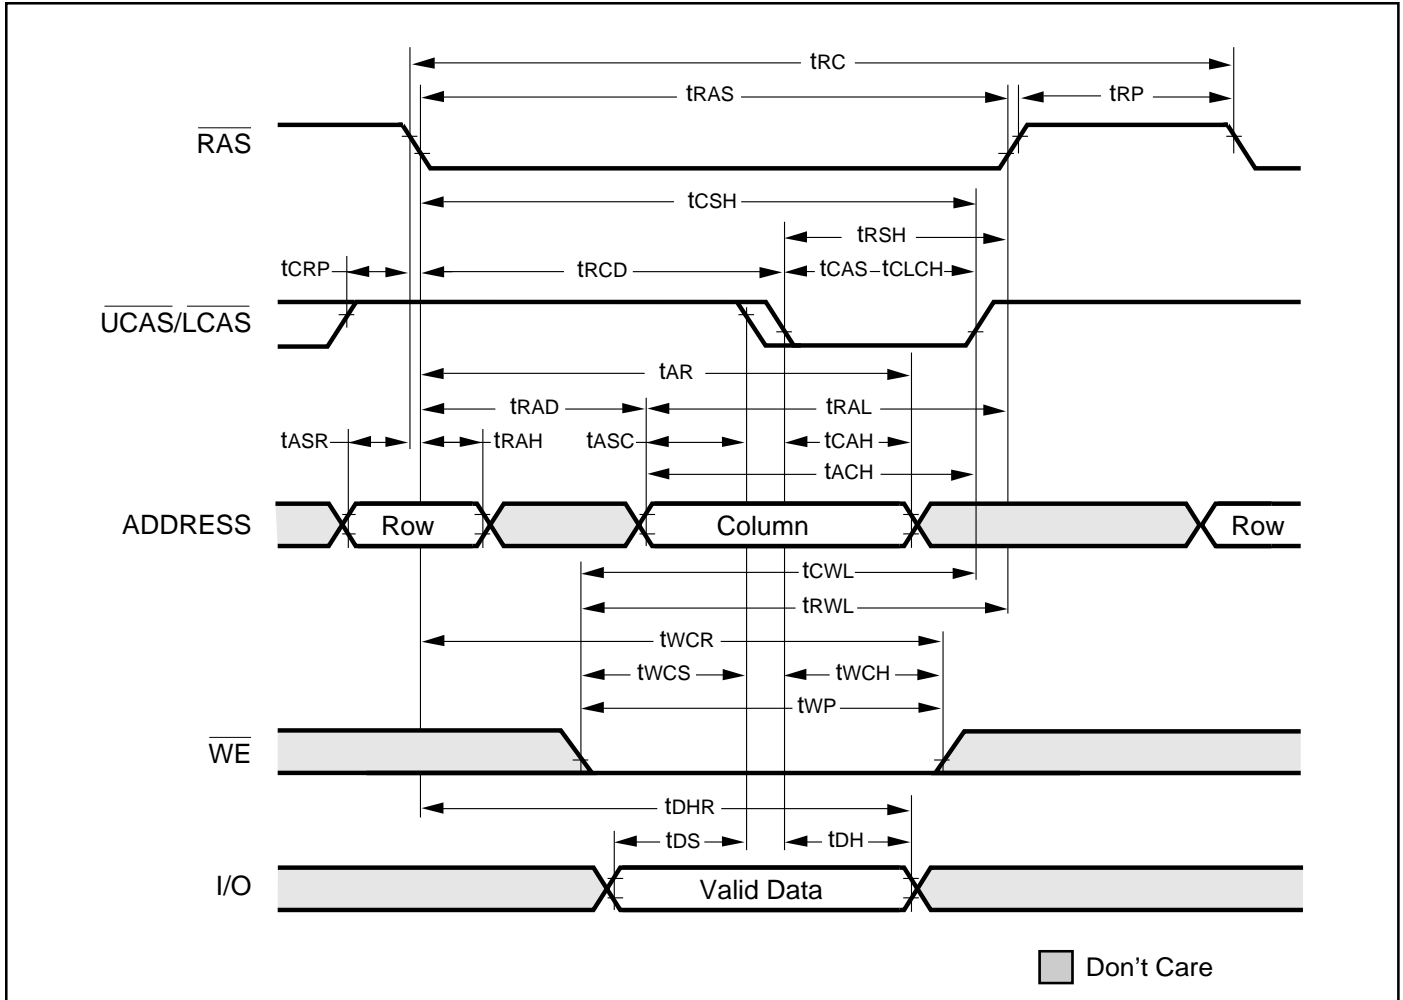 tRC
tRAS
tRP
RAS
tCSH
tRSH
tCRP
tRCD
tCAS tCLCH
UCAS/LCAS
tAR
tRAD
tRAL
tASR
tRAH
tASC
tCAH
tACH
ADDRESS
Row
Column
Row
tCWL
tRWL
tWCR
tWCS
tWCH
tWP
WE
tDHR
tDS
tDH
I/O
Valid Data
Don't Care